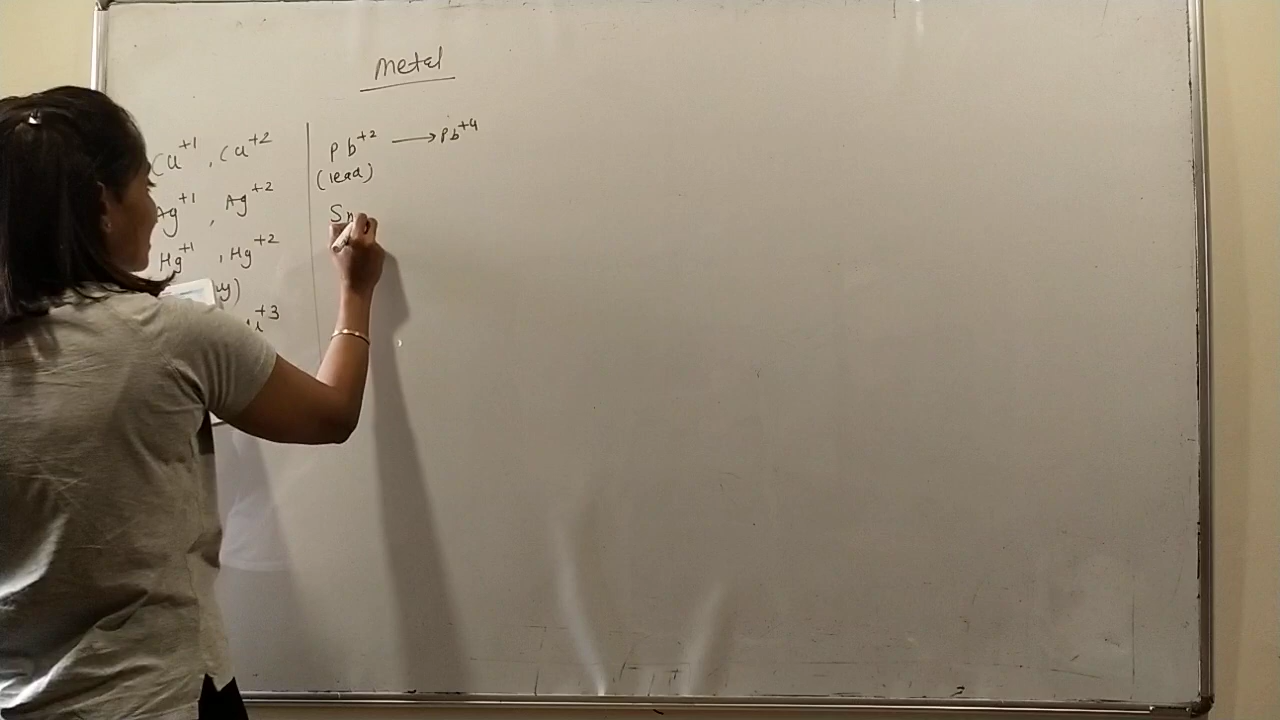 Metal
Cu+1, Cu+2
Ag+1, Ag+2
Hg+1, Hg+2
+3
Pb+2 → Pb+4
(lead)
Sn